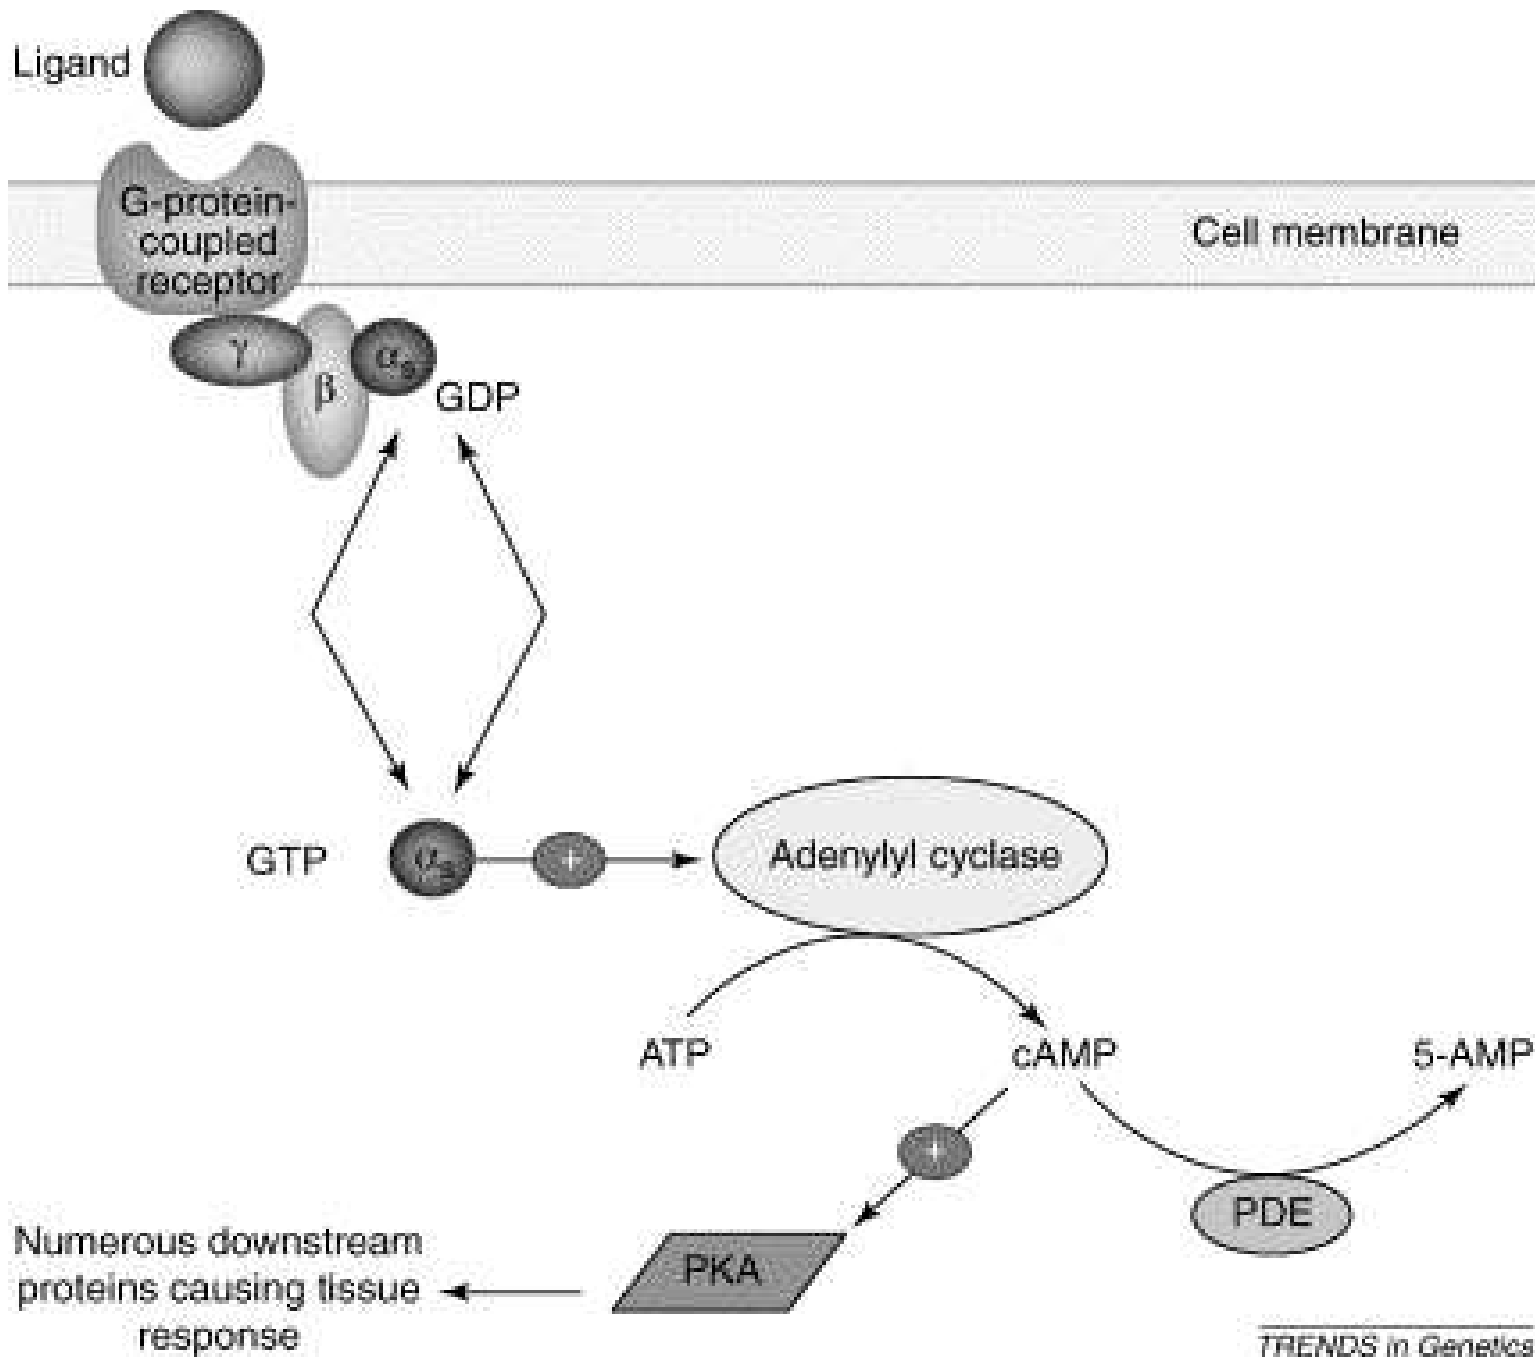 Ligand
G-protein-
coupled
receptor
Cell membrane
γ
β
αs
GDP
GTP
αs
+
Adenylyl cyclase
ATP
cAMP
5-AMP
+
PDE
PKA
Numerous downstream
proteins causing tissue
response
TRENDS in Genetics